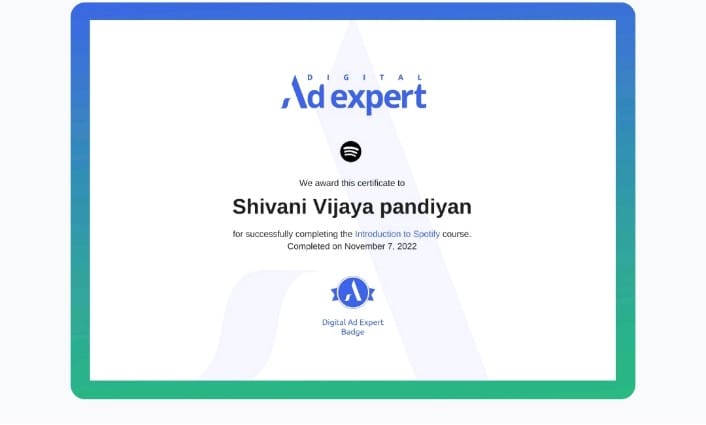 DIGITAL
Ad expert
We award this certificate to
Shivani Vijaya pandiyan
for successfully completing the Introduction to Spotify course.
Completed on November 7, 2022
Digital Ad Expert
Badge